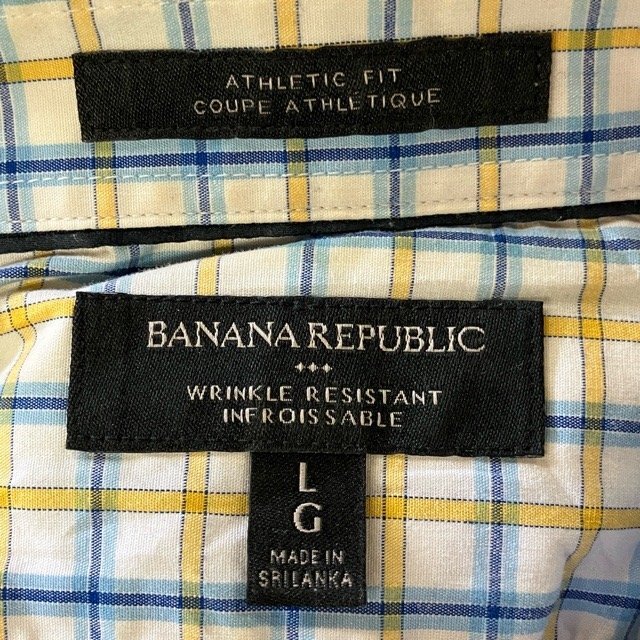 ATHLETIC FIT
COUPE ATHLÉTIQUE
BANANA REPUBLIC
WRINKLE RESISTANT
INFROISSABLE
L
G
MADE IN
SRI LANKA